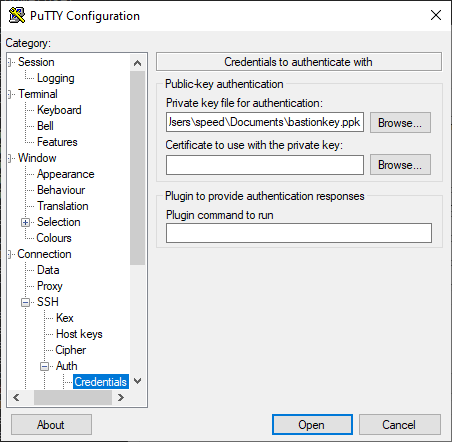 PuTTY Configuration
Category:
Session
Logging
Terminal
Keyboard
Bell
Features
Window
Appearance
Behaviour
Translation
Selection
Colours
Connection
Data
Proxy
SSH
Kex
Host keys
Cipher
Auth
Credentials
Credentials to authenticate with
Public-key authentication
Private key file for authentication:
Jsers\speed\Documents\bastionkey.ppk
Browse...
Certificate to use with the private key:
Browse...
Plugin to provide authentication responses
Plugin command to run
About
Open
Cancel